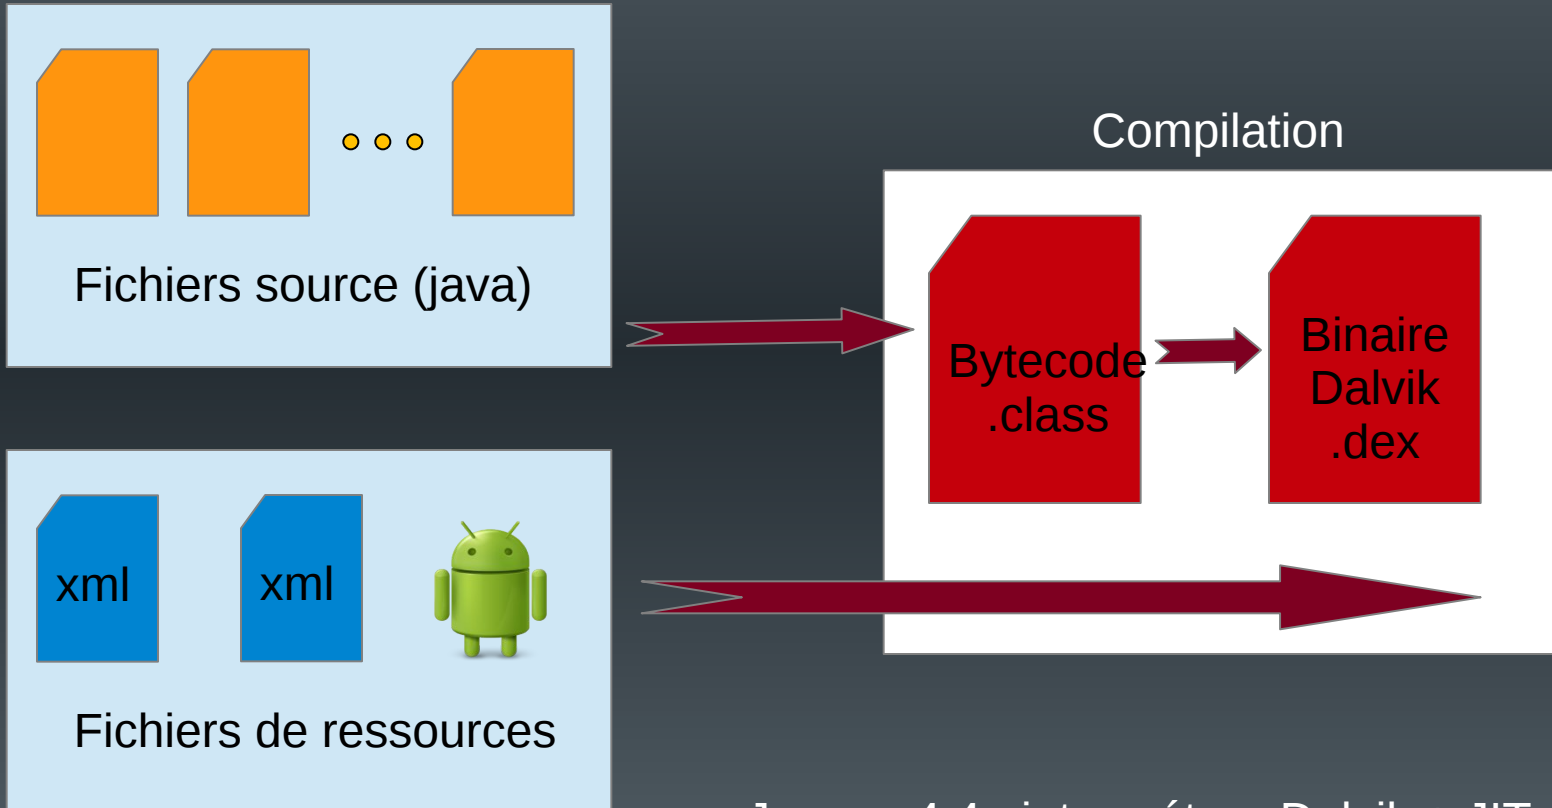 Fichiers source (java)
Compilation
Bytecode
.class
Binaire
Dalvik
.dex
xml
xml
Fichiers de ressources